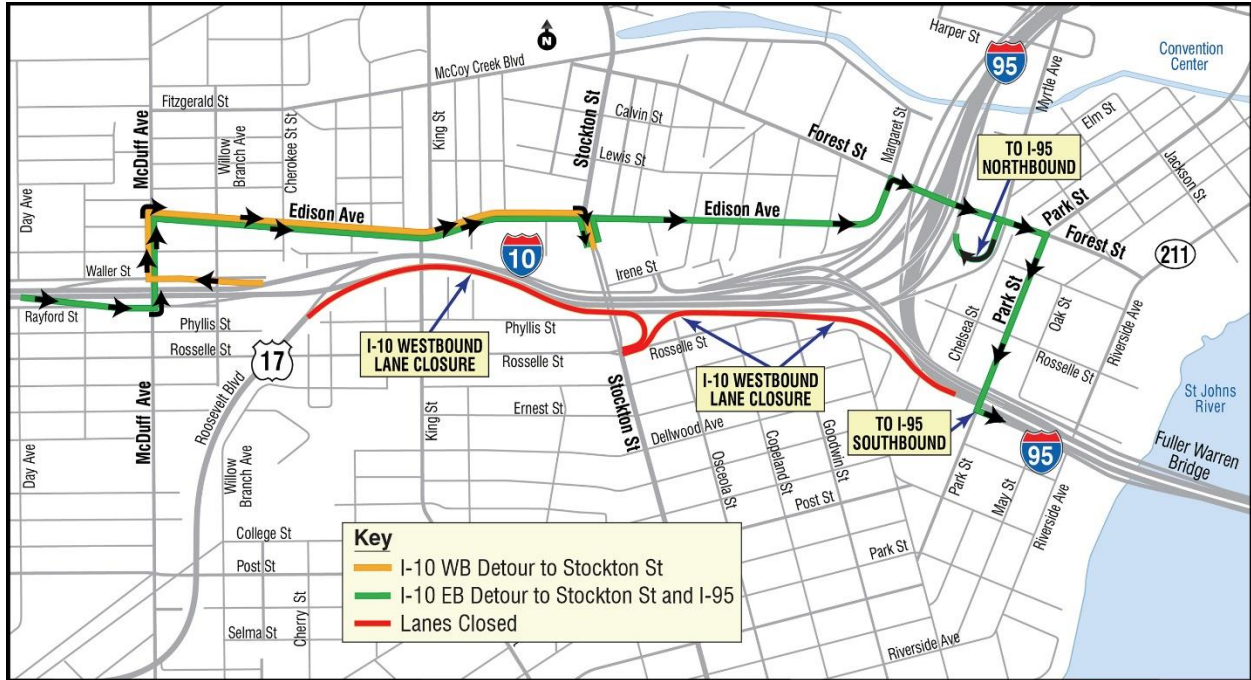 Harper St
95
Convention
Center
Myrtle Ave
N
McCoy Creek Blvd
Fitzgerald St
McDuff Ave
Willow
Branch Ave
Cherokee St St
King St
Stockton St
Calvin St
Lewis St
Forest St
Margaret St
TO I-95
NORTHBOUND
Elm St
Jackson St
Park St
Forest St
211
Day Ave
Edison Ave
Edison Ave
10
Waller St
Irene St
Rayford St
Phyllis St
Rosselle St
17
Roosevelt Blvd
I-10 WESTBOUND
LANE CLOSURE
Phyllis St
Rosselle St
Rosselle St
I-10 WESTBOUND
LANE CLOSURE
Chelsea St
Park St
Oak St
Rosselle St
Riverside Ave
St Johns
River
TO I-95
SOUTHBOUND
95
Fuller Warren
Bridge
McDuff Ave
Day Ave
King St
Ernest St
Stockton St
Dellwood Ave
Osceola St
Copeland St
Goodwin St
Post St
Park St
May St
Riverside Ave
Willow
Branch Ave
College St
Post St
Cherry St
Selma St
Park St
Riverside Ave
Key
I-10 WB Detour to Stockton St
I-10 EB Detour to Stockton St and I-95
Lanes Closed